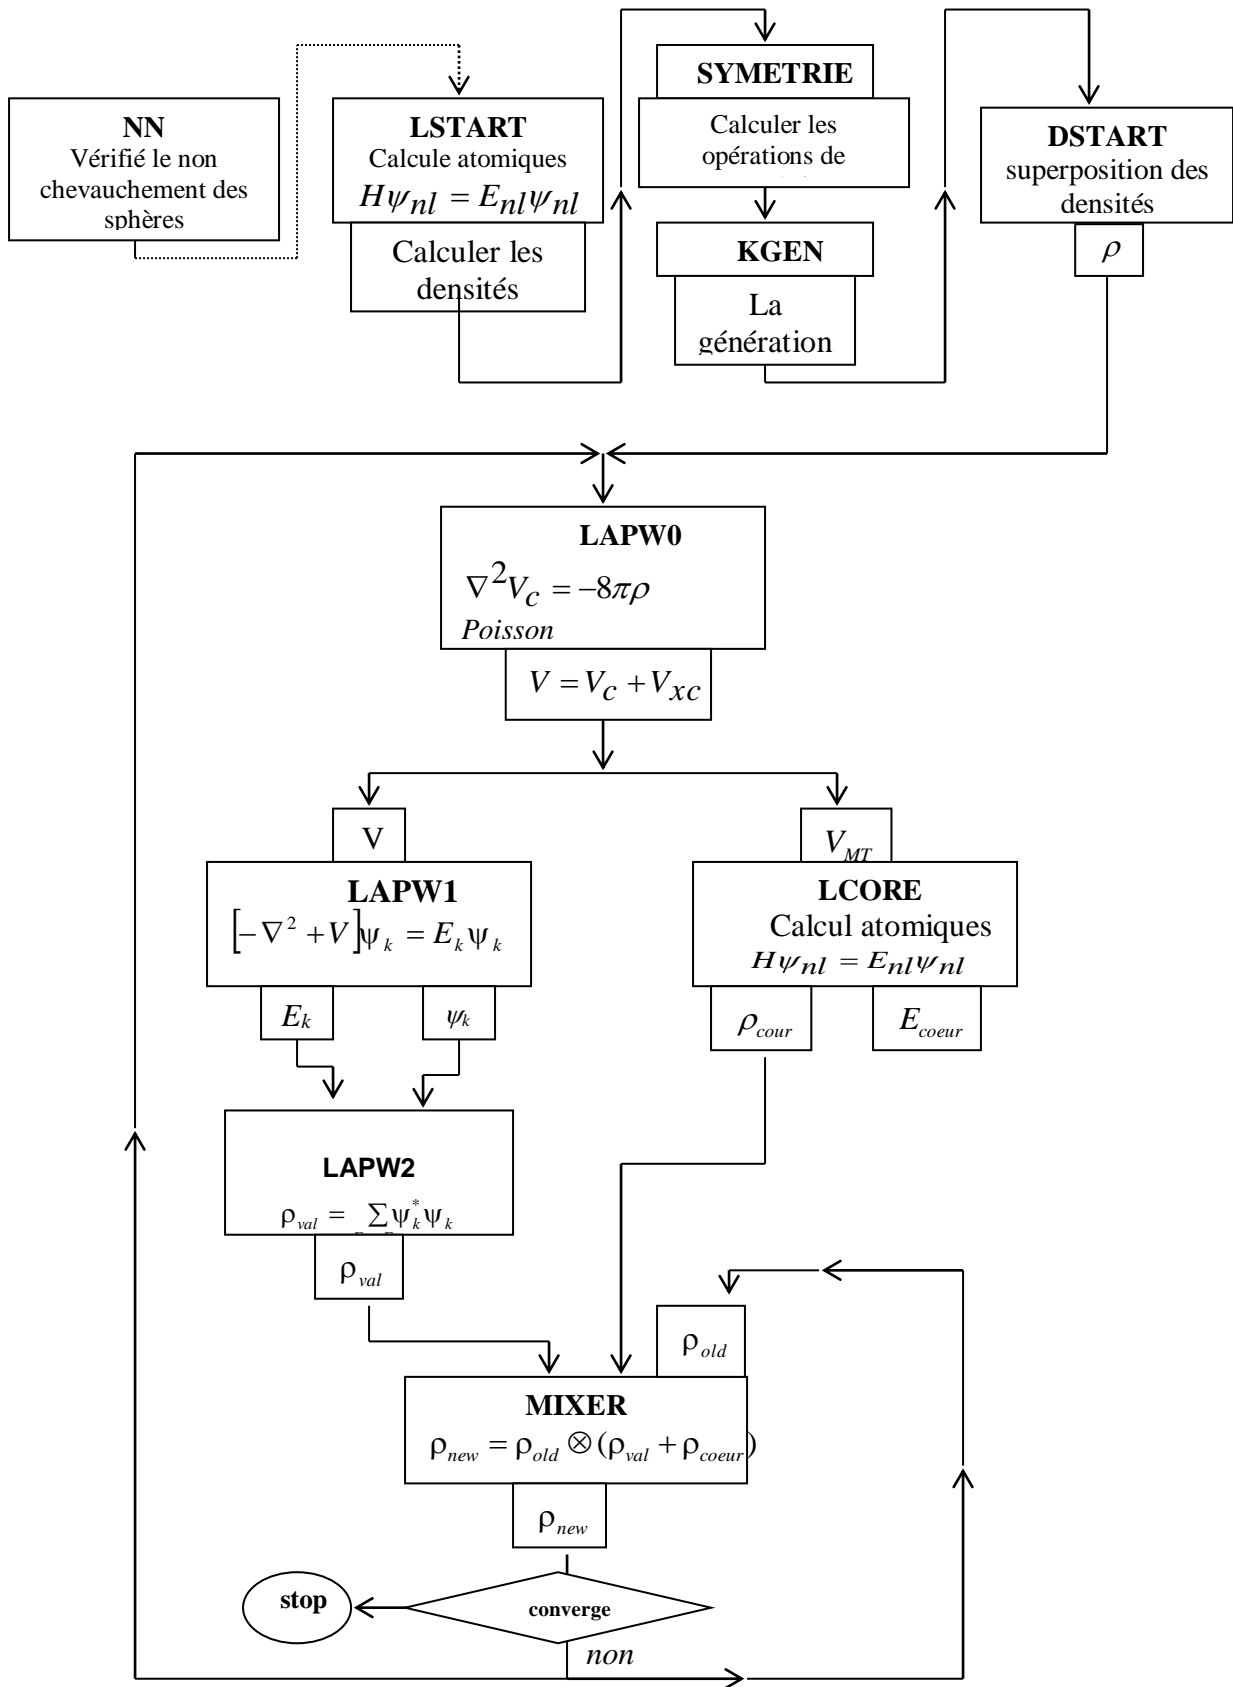 NN
Vérifié le non
chevauchement des
sphères
LSTART
Calcule atomiques
Hψnl = Enlψnl
Calculer les
densités
SYMETRIE
Calculer les
opérations de
KGEN
La
génération
DSTART
superposition des
densités
ρ
LAPW0
∇²Vc = −8πρ
Poisson
V = Vc + Vxc
V
LAPW1
[−∇² + V]ψk = Ekψk
Ek
ψk
VMT
LCORE
Calcul atomiques
Hψnl = Enlψnl
ρcour
Ecoeur
LAPW2
ρval = ∑ψk*ψk
ρval
ρold
MIXER
ρnew = ρold ⊗ (ρval + ρcoeur)
ρnew
stop
converge
non